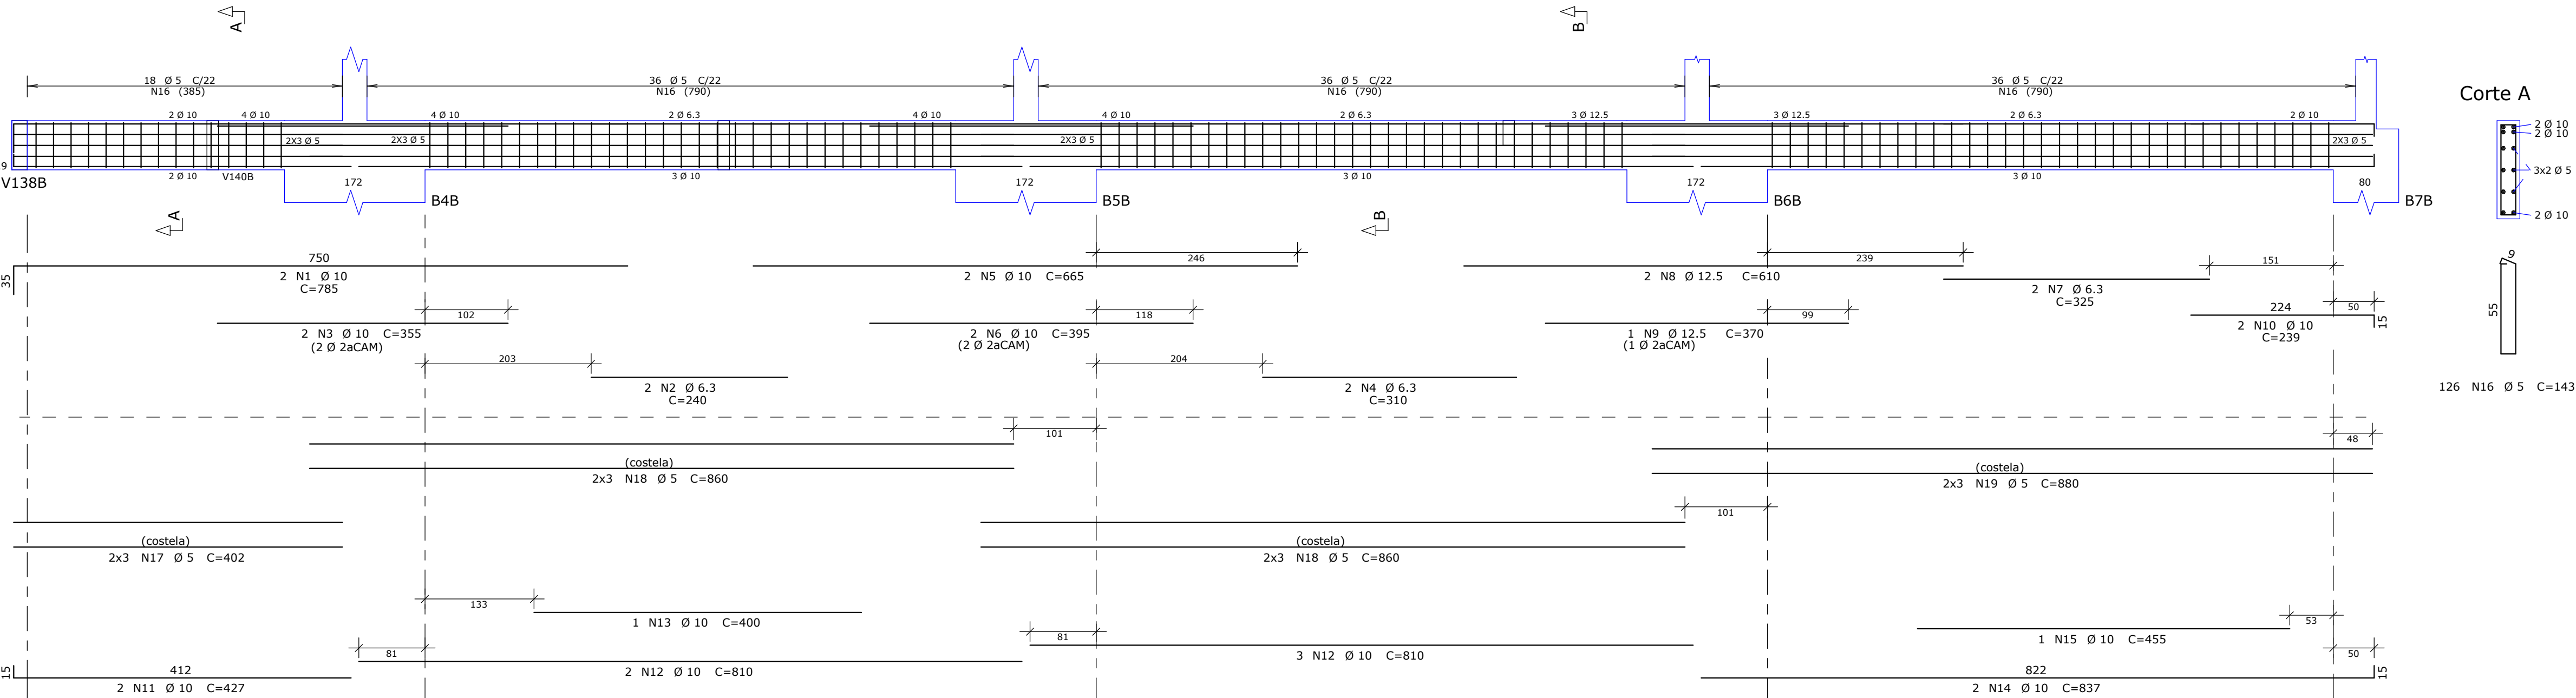 A
B
18 Ø 5 C/22
N16 (385)
36 Ø 5 C/22
N16 (790)
36 Ø 5 C/22
N16 (790)
36 Ø 5 C/22
N16 (790)
Corte A
2 Ø 10
4 Ø 10
4 Ø 10
2 Ø 6.3
4 Ø 10
4 Ø 10
2 Ø 6.3
3 Ø 12.5
3 Ø 12.5
2 Ø 6.3
2 Ø 10
2 Ø 10
2 Ø 10
2X3 Ø 5
2X3 Ø 5
2X3 Ø 5
2X3 Ø 5
3x2 Ø 5
9
V138B
2 Ø 10
V140B
172
3 Ø 10
172
3 Ø 10
172
3 Ø 10
80
B4B
B5B
B6B
B7B
2 Ø 10
A
B
750
35
2 N1 Ø 10
C=785
246
2 N5 Ø 10 C=665
239
2 N8 Ø 12.5 C=610
151
2 N7 Ø 6.3
C=325
9
55
102
2 N3 Ø 10 C=355
(2 Ø 2aCAM)
118
2 N6 Ø 10 C=395
(2 Ø 2aCAM)
99
1 N9 Ø 12.5 C=370
(1 Ø 2aCAM)
224
50
15
2 N10 Ø 10
C=239
203
2 N2 Ø 6.3
C=240
204
2 N4 Ø 6.3
C=310
126 N16 Ø 5 C=143
101
48
(costela)
2x3 N18 Ø 5 C=860
(costela)
2x3 N19 Ø 5 C=880
101
(costela)
2x3 N17 Ø 5 C=402
(costela)
2x3 N18 Ø 5 C=860
133
1 N13 Ø 10 C=400
53
1 N15 Ø 10 C=455
81
2 N12 Ø 10 C=810
81
3 N12 Ø 10 C=810
50
412
15
2 N11 Ø 10 C=427
822
15
2 N14 Ø 10 C=837